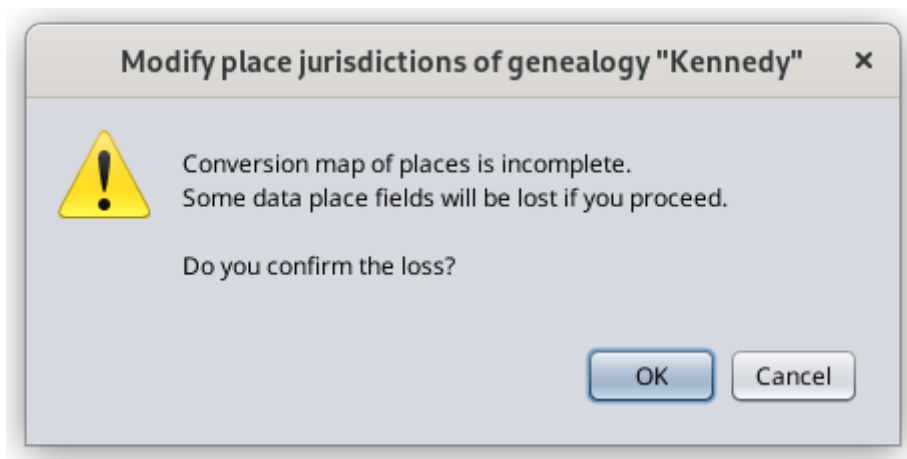 Modify place jurisdictions of genealogy "Kennedy"
Conversion map of places is incomplete.
Some data place fields will be lost if you proceed.
Do you confirm the loss?
OK
Cancel